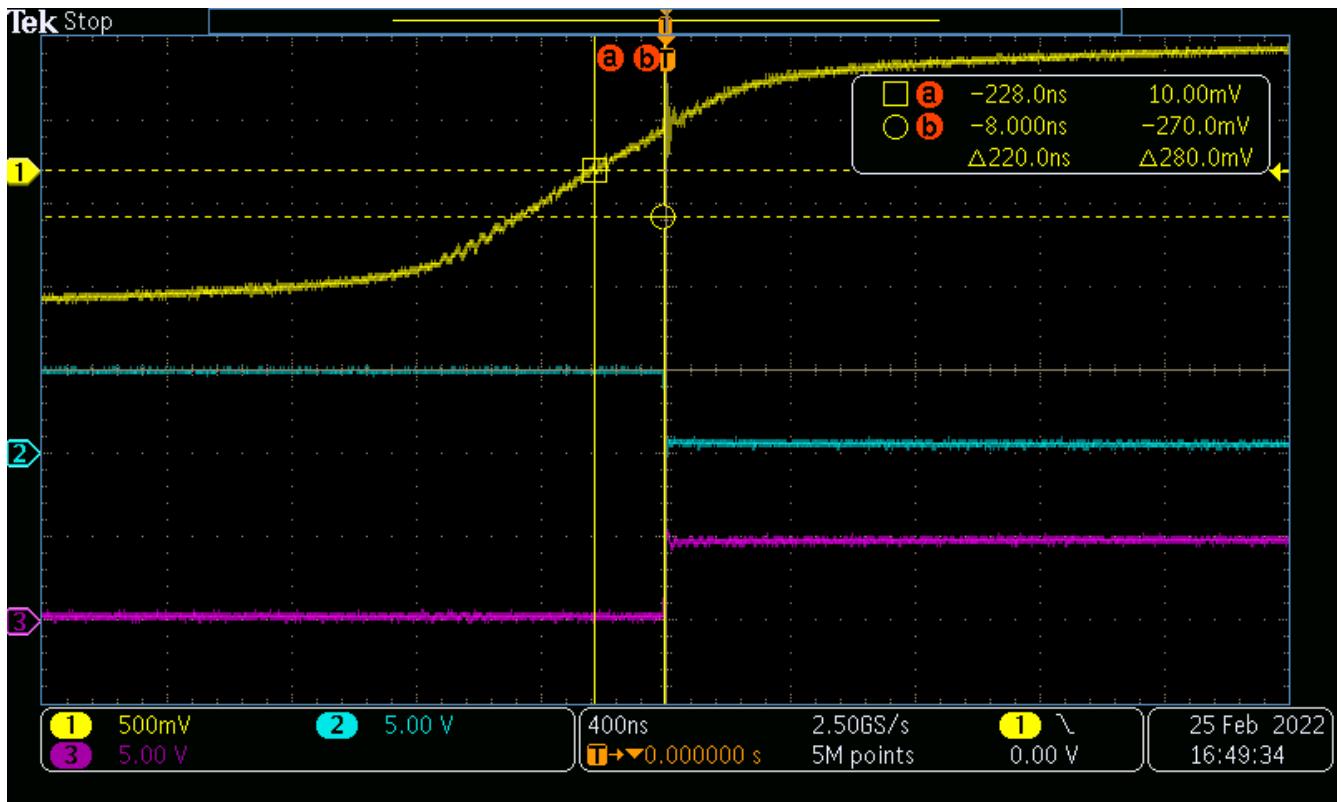 Tek Stop
T
a b T
a -228.0ns 10.00mV
b -8.000ns -270.0mV
Δ220.0ns Δ280.0mV
1
2
3
1 500mV 2 5.00 V
3 5.00 V
400ns 2.50GS/s 1 \
T→▼0.000000 s 5M points 0.00 V
25 Feb 2022
16:49:34